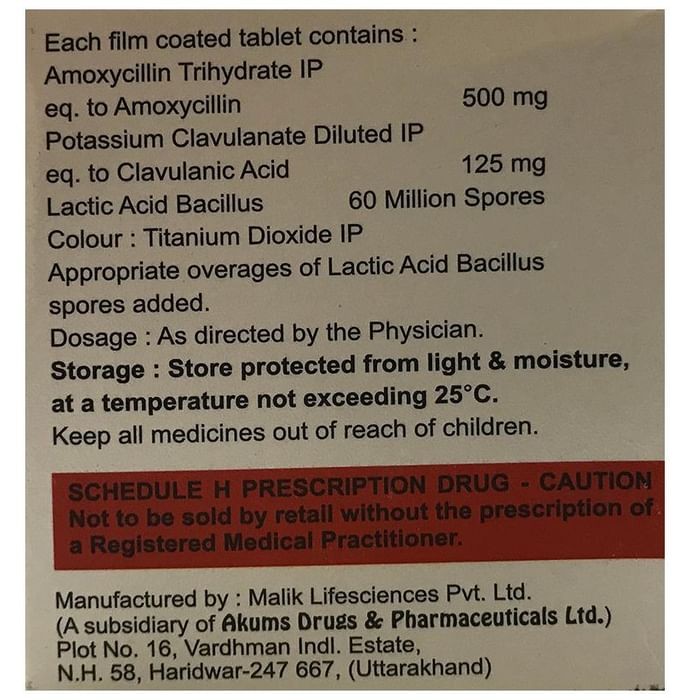 Each film coated tablet contains :
Amoxycillin Trihydrate IP
eq. to Amoxycillin 500 mg
Potassium Clavulanate Diluted IP
eq. to Clavulanic Acid 125 mg
Lactic Acid Bacillus 60 Million Spores
Colour : Titanium Dioxide IP
Appropriate overages of Lactic Acid Bacillus
spores added.
Dosage : As directed by the Physician.
Storage : Store protected from light & moisture,
at a temperature not exceeding 25°C.
Keep all medicines out of reach of children.
SCHEDULE H PRESCRIPTION DRUG - CAUTION
Not to be sold by retail without the prescription of
a Registered Medical Practitioner.
Manufactured by : Malik Lifesciences Pvt. Ltd.
(A subsidiary of Akums Drugs & Pharmaceuticals Ltd.)
Plot No. 16, Vardhman Indl. Estate,
N.H. 58, Haridwar-247 667, (Uttarakhand)